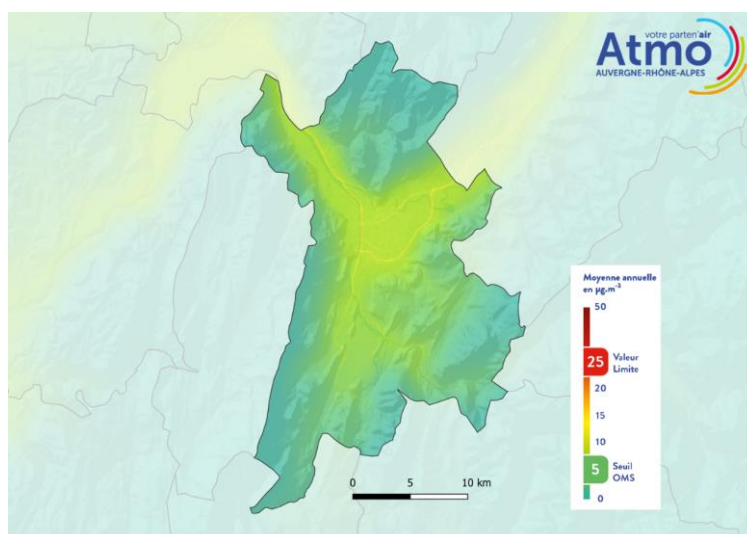 votre parten'air
Atmo
AUVERGNE-RHÔNE-ALPES
Moyenne annuelle
en µg.m⁻³
50
25 Valeur
Limite
20
15
10
5 Seuil
OMS
0
0 5 10 km